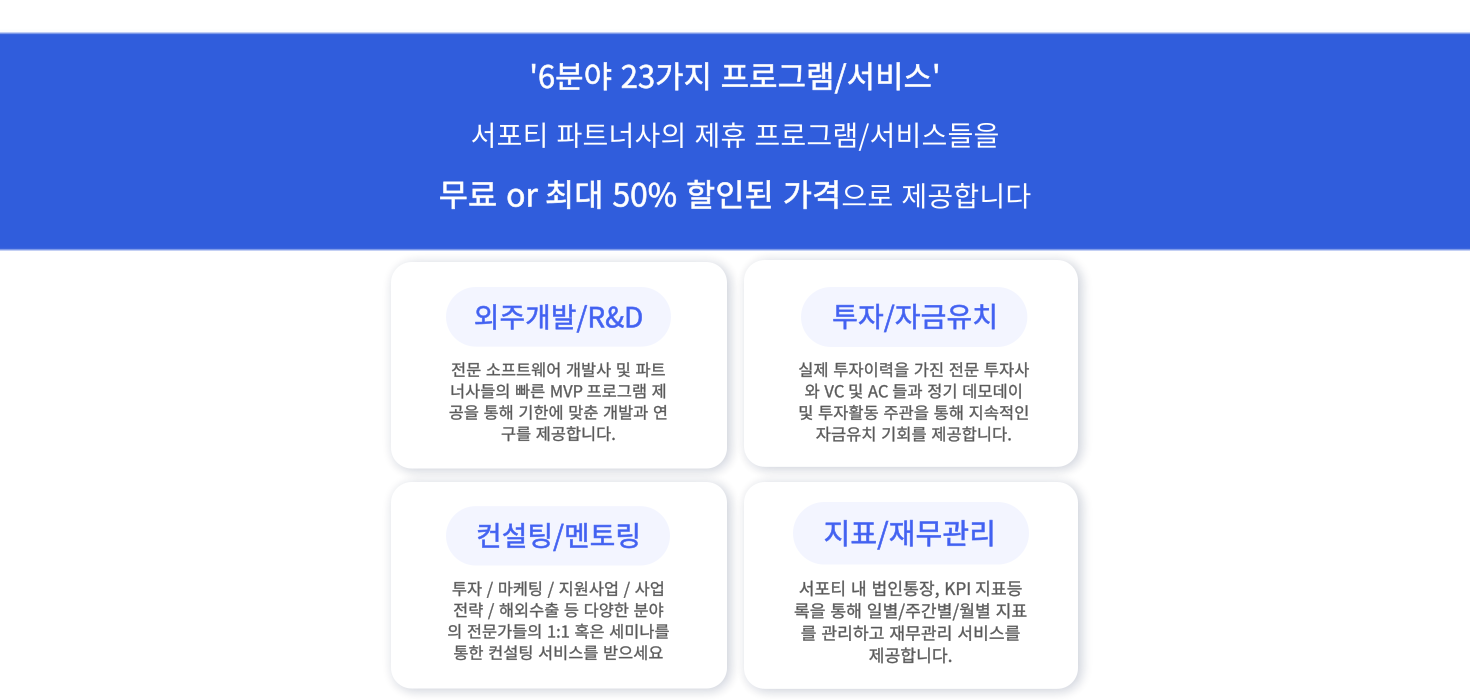 '6분야 23가지 프로그램/서비스'
서포티 파트너사의 제휴 프로그램/서비스들을
무료 or 최대 50% 할인된 가격으로 제공합니다
외주개발/R&D
전문 소프트웨어 개발사 및 파트
너사들의 빠른 MVP 프로그램 제
공을 통해 기한에 맞춘 개발과 연
구를 제공합니다.
투자/자금유치
실제 투자이력을 가진 전문 투자사
와 VC 및 AC 들과 정기 데모데이
및 투자활동 주관을 통해 지속적인
자금유치 기회를 제공합니다.
컨설팅/멘토링
투자 / 마케팅 / 지원사업 / 사업
전략 / 해외수출 등 다양한 분야
의 전문가들의 1:1 혹은 세미나를
통한 컨설팅 서비스를 받으세요
지표/재무관리
서포티 내 법인통장, KPI 지표등
록을 통해 일별/주간별/월별 지표
를 관리하고 재무관리 서비스를
제공합니다.